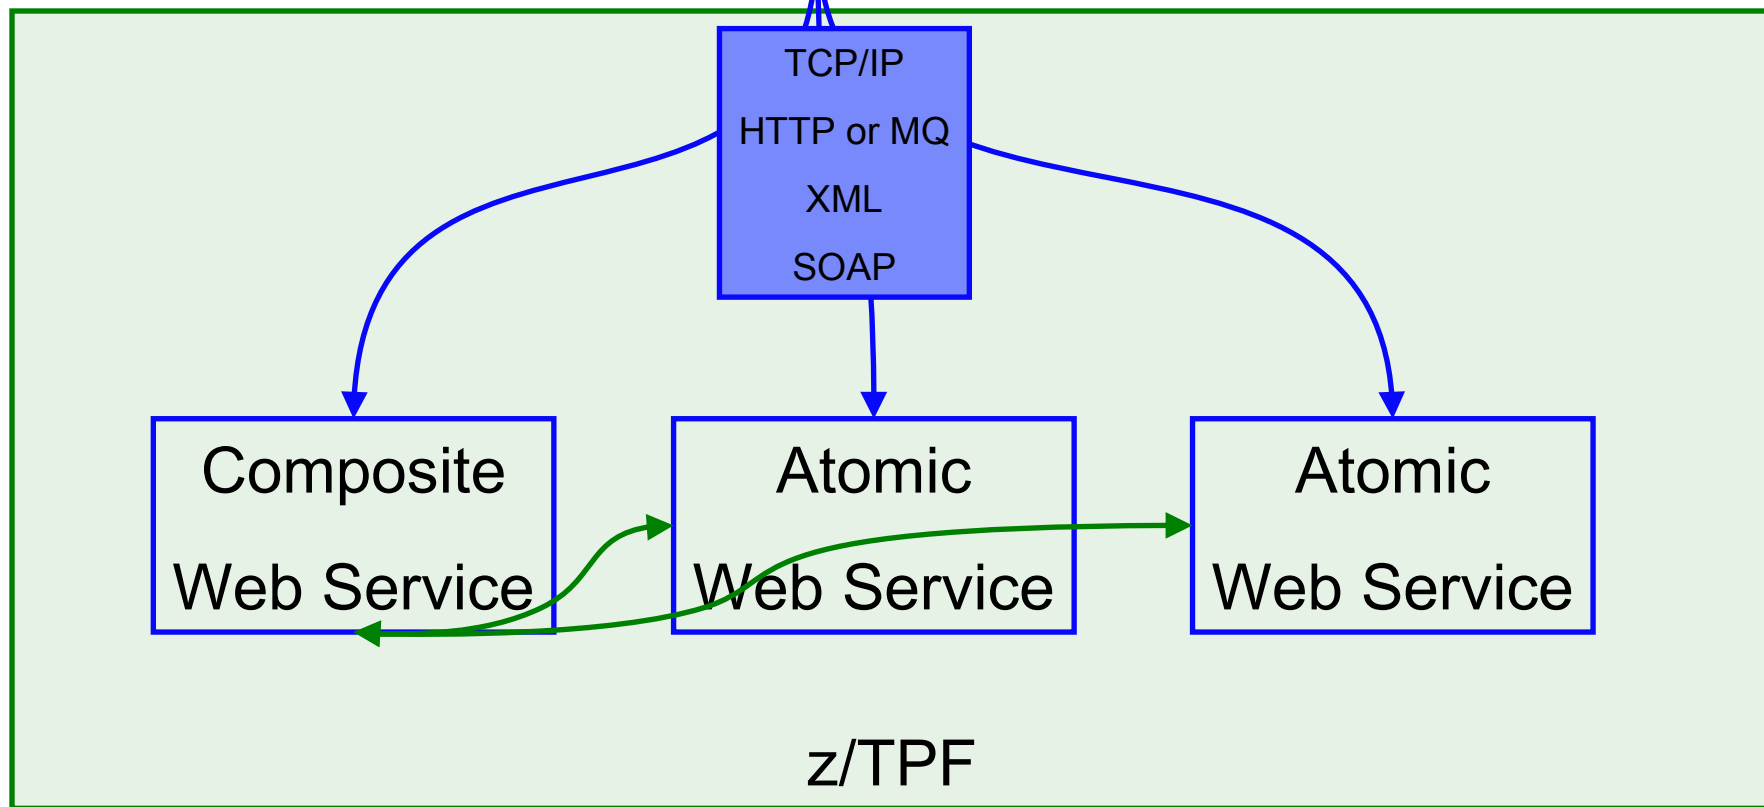 TCP/IP
HTTP or MQ
XML
SOAP
Composite
Web Service
Atomic
Web Service
Atomic
Web Service
z/TPF